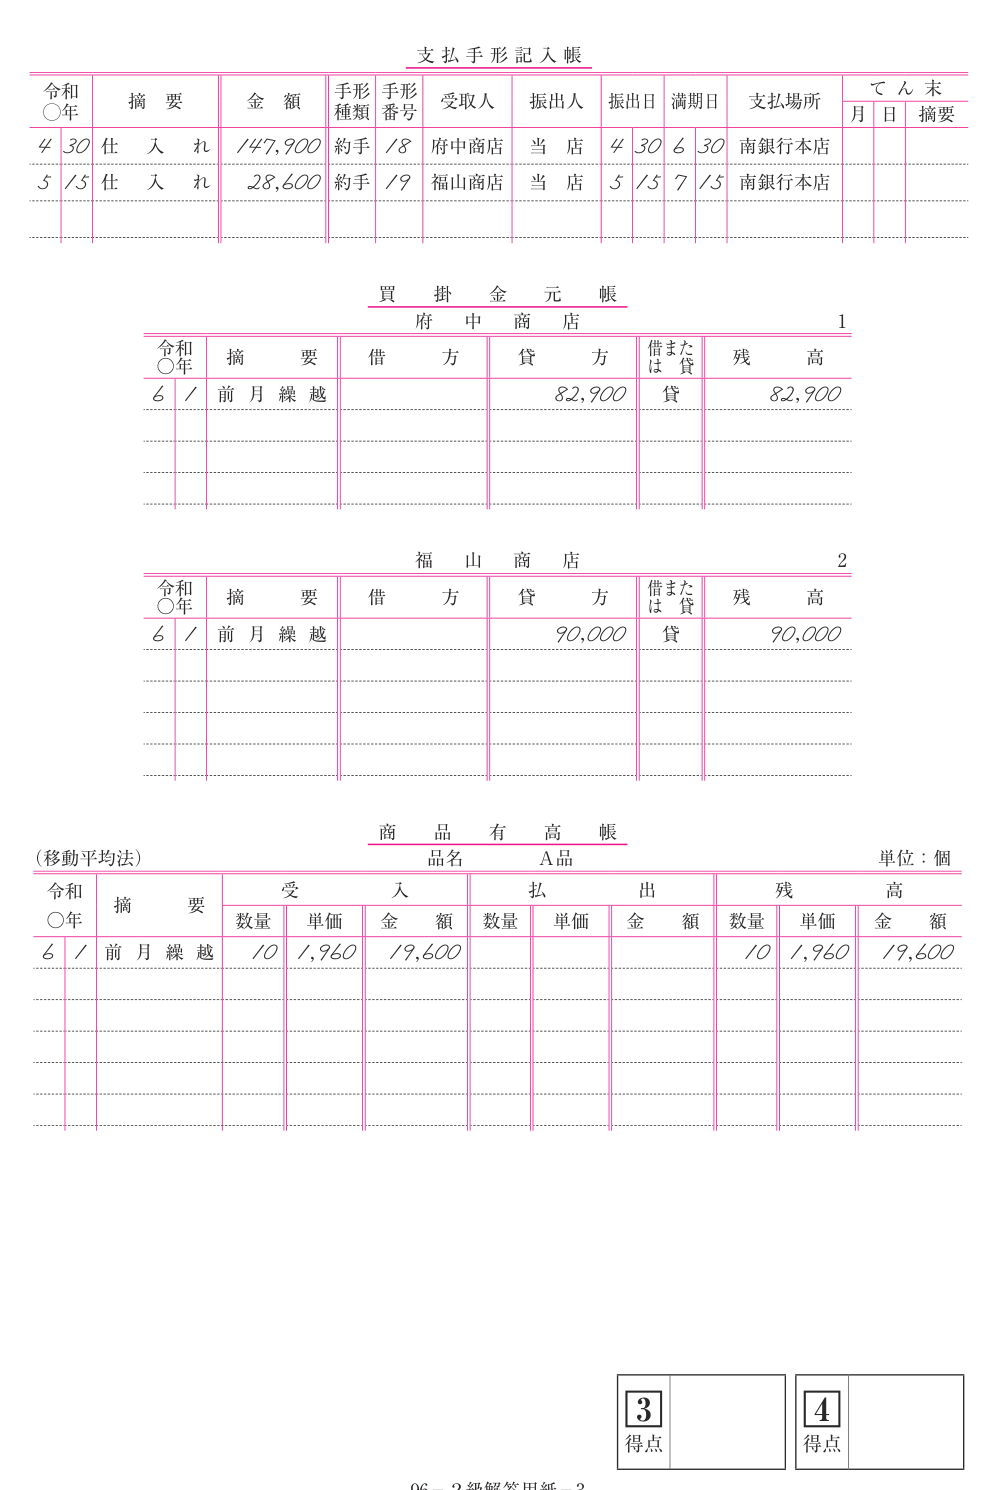 支払手形記入帳
令和〇年 摘要 金額 手形種類 手形番号 受取人 振出人 振出日 満期日 支払場所 てん末
月 日 摘要
4 30 仕入れ 147,900 約手 18 府中商店 当店 4 30 6 30 南銀行本店
5 15 仕入れ 28,600 約手 19 福山商店 当店 5 15 7 15 南銀行本店
買掛金元帳
府中商店 1
令和〇年 摘要 借方 貸方 借または貸 残高
6 1 前月繰越 82,900 貸 82,900
福山商店 2
令和〇年 摘要 借方 貸方 借または貸 残高
6 1 前月繰越 90,000 貸 90,000
商品有高帳
(移動平均法) 品名 A品 単位:個
令和〇年 摘要 受入 払出 残高
数量 単価 金額 数量 単価 金額 数量 単価 金額
6 1 前月繰越 10 1,960 19,600 10 1,960 19,600
3 得点 4 得点
96-2級解答用紙-3